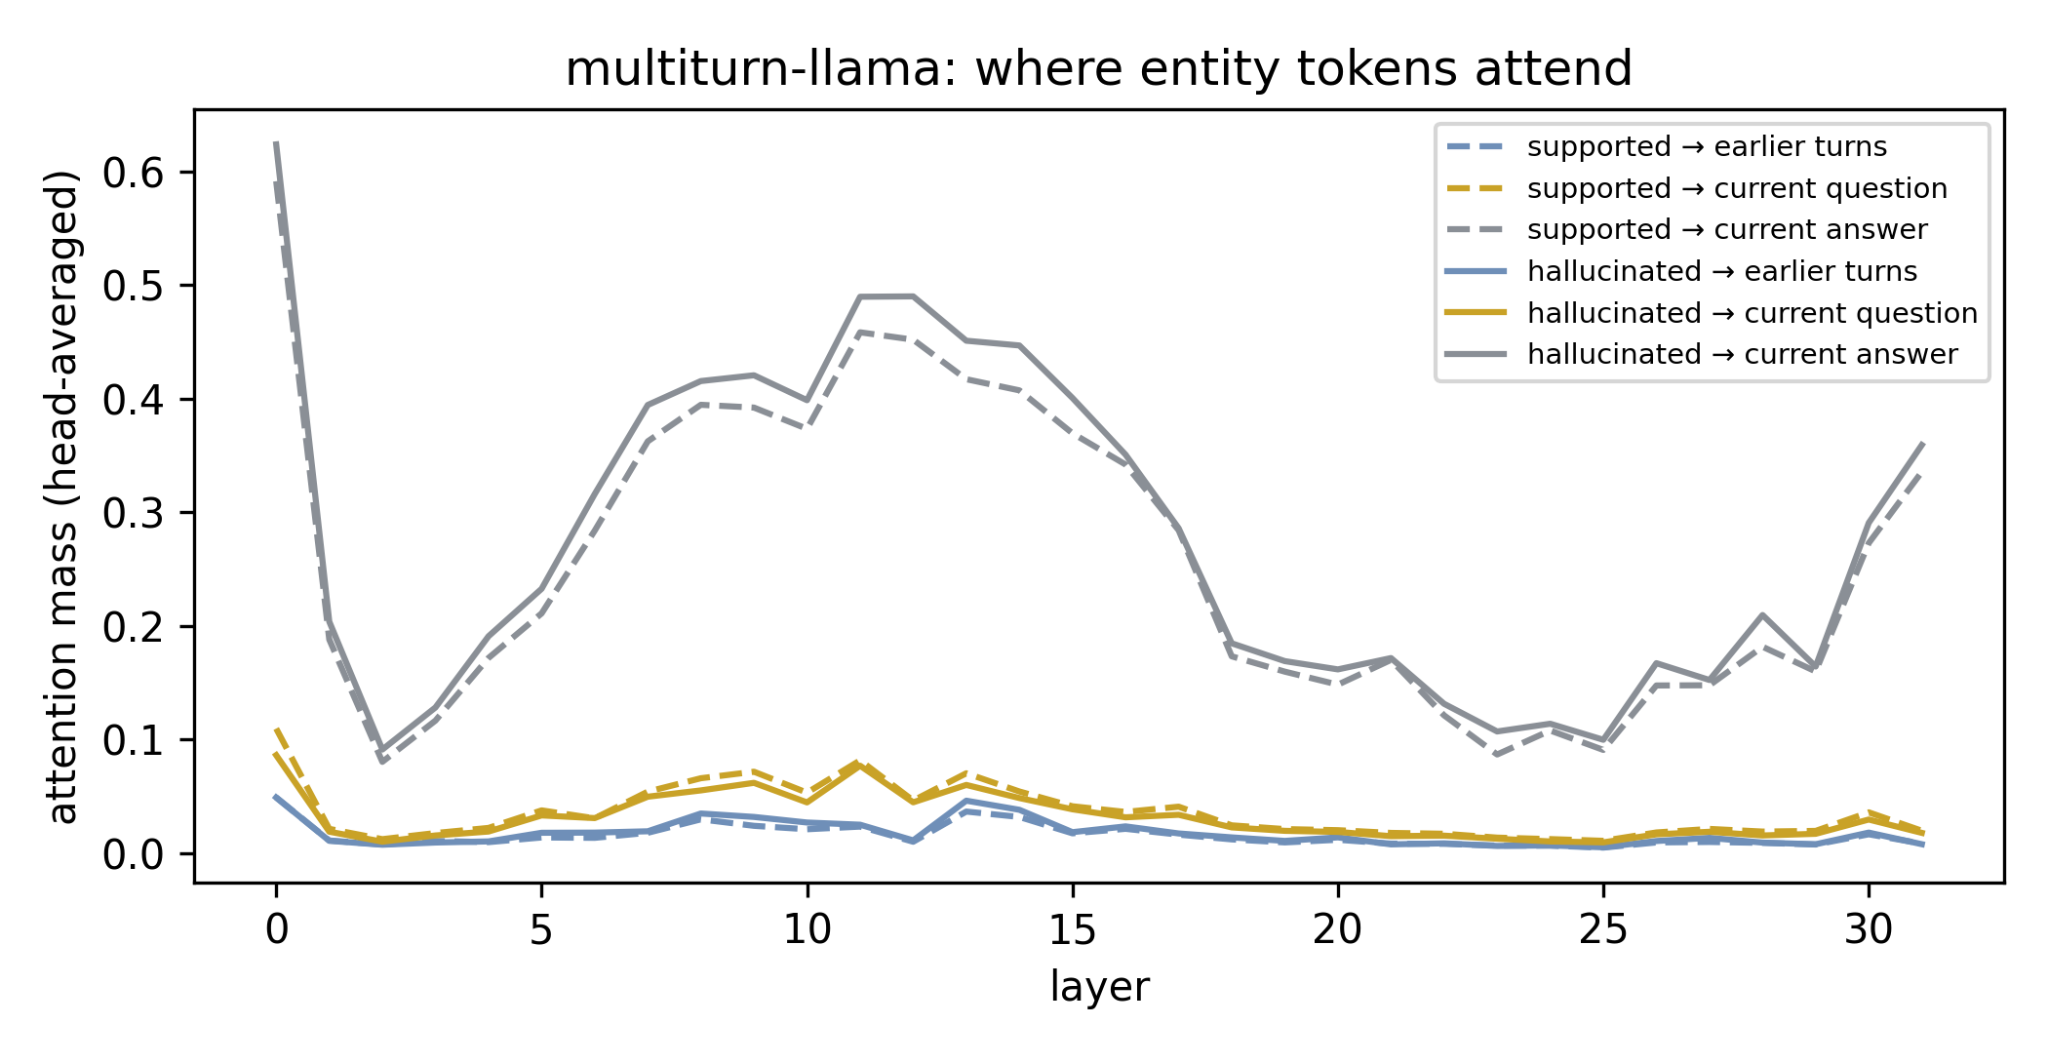 multiturn-llama: where entity tokens attend
attention mass (head-averaged)
0.6
0.5
0.4
0.3
0.2
0.1
0.0
supported → earlier turns
supported → current question
supported → current answer
hallucinated → earlier turns
hallucinated → current question
hallucinated → current answer
0 5 10 15 20 25 30
layer